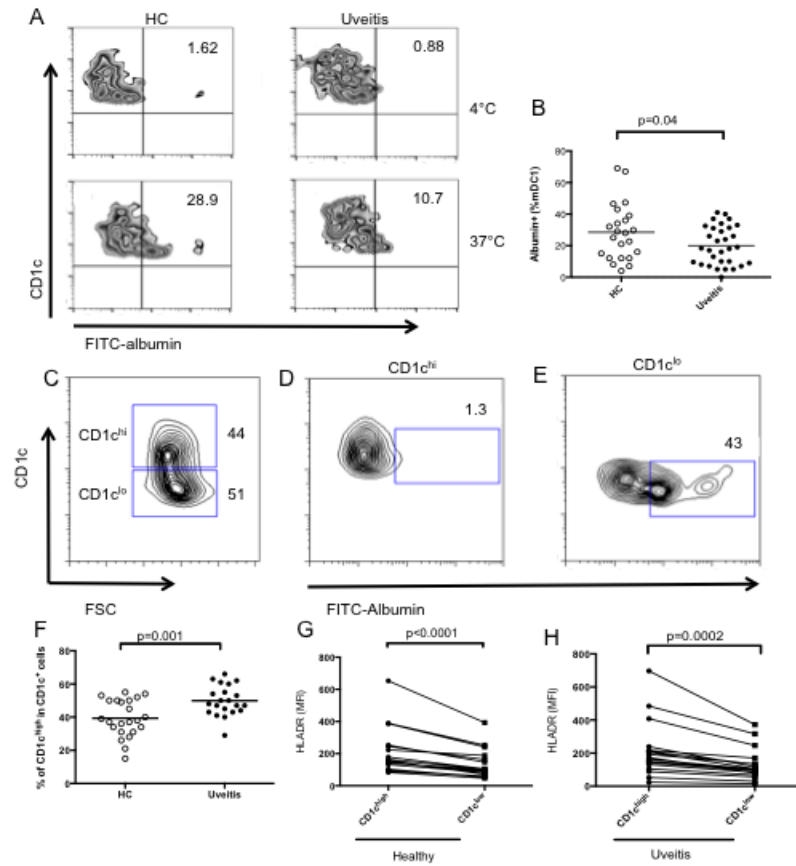 A
HC
Uveitis
1.62
0.88
4°C
28.9
10.7
37°C
CD1c
FITC-albumin
B
p=0.04
Albumin+ (%mDC1)
80
60
40
20
0
HC
Uveitis
C
D
CD1c^hi
E
CD1c^lo
CD1c
CD1c^hi
44
CD1c^lo
51
1.3
43
FSC
FITC-Albumin
F
p=0.001
% of CD1c^high in CD1c^+ cells
80
60
40
20
0
HC
Uveitis
G
p<0.0001
HLADR (MFI)
800
600
400
200
0
CD1c^high
CD1c^low
Healthy
H
p=0.0002
HLADR (MFI)
800
600
400
200
0
CD1c^high
CD1c^low
Uveitis